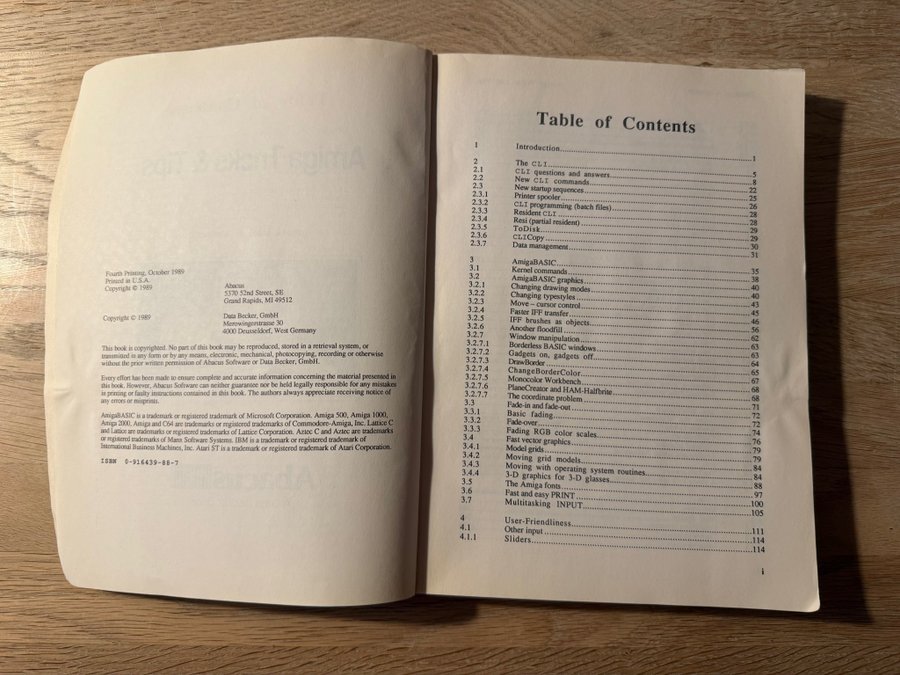 Fourth Printing, October 1989
Printed in U.S.A.
Copyright © 1989
Abacus
5370 52nd Street, SE
Grand Rapids, MI 49512
Copyright © 1989
Data Becker, GmbH
Merowingerstrasse 30
4000 Deusseldorf, West Germany
This book is copyrighted. No part of this book may be reproduced, stored in a retrieval system, or
transmitted in any form or by any means, electronic, mechanical, photocopying, recording or otherwise
without the prior written permission of Abacus Software or Data Becker, GmbH.
Every effort has been made to ensure complete and accurate information concerning the material presented in
this book. However, Abacus Software can neither guarantee nor be held legally responsible for any mistakes
in printing or faulty instructions contained in this book. The authors always appreciate receiving notice of
any errors or misprints.
AmigaBASIC is a trademark or registered trademark of Microsoft Corporation. Amiga 500, Amiga 1000,
Amiga 2000, Amiga and C64 are trademarks or registered trademarks of Commodore-Amiga, Inc. Lattice C
and Lattice are trademarks or registered trademarks of Lattice Corporation. Aztec C and Aztec are trademarks
or registered trademarks of Manx Software Systems. IBM is a trademark or registered trademark of
International Business Machines, Inc. Atari ST is a trademark or registered trademark of Atari Corporation.
ISBN 0-916439-88-7
Table of Contents
1 Introduction 1
2 The CLI 5
2.1 CLI questions and answers 8
2.2 New CLI commands 22
2.3 New startup sequences 25
2.3.1 Printer spooler 26
2.3.2 CLI programming (batch files) 28
2.3.3 Resident CLI 28
2.3.4 Resi (partial resident) 29
2.3.5 ToDisk 29
2.3.6 CLICopy 30
2.3.7 Data management 31
3 AmigaBASIC 35
3.1 Kernel commands 38
3.2 AmigaBASIC graphics 40
3.2.1 Changing drawing modes 40
3.2.2 Changing typestyles 43
3.2.3 Move – cursor control 45
3.2.4 Faster IFF transfer 46
3.2.5 IFF brushes as objects 56
3.2.6 Another floodfill 62
3.2.7 Window manipulation 63
3.2.7.1 Borderless BASIC windows 63
3.2.7.2 Gadgets on, gadgets off 64
3.2.7.3 DrawBorder 65
3.2.7.4 ChangeBorderColor 67
3.2.7.5 Monocolor Workbench 68
3.2.7.6 PlaneCreator and HAM-Halfbrite 68
3.2.7.7 The coordinate problem 71
3.3 Fade-in and fade-out 72
3.3.1 Basic fading 72
3.3.2 Fade-over 74
3.3.3 Fading RGB color scales 76
3.4 Fast vector graphics 79
3.4.1 Model grids 79
3.4.2 Moving grid models 84
3.4.3 Moving with operating system routines 84
3.4.4 3-D graphics for 3-D glasses 88
3.5 The Amiga fonts 97
3.6 Fast and easy PRINT 100
3.7 Multitasking INPUT 105
4 User-Friendliness 111
4.1 Other input 114
4.1.1 Sliders 114
i